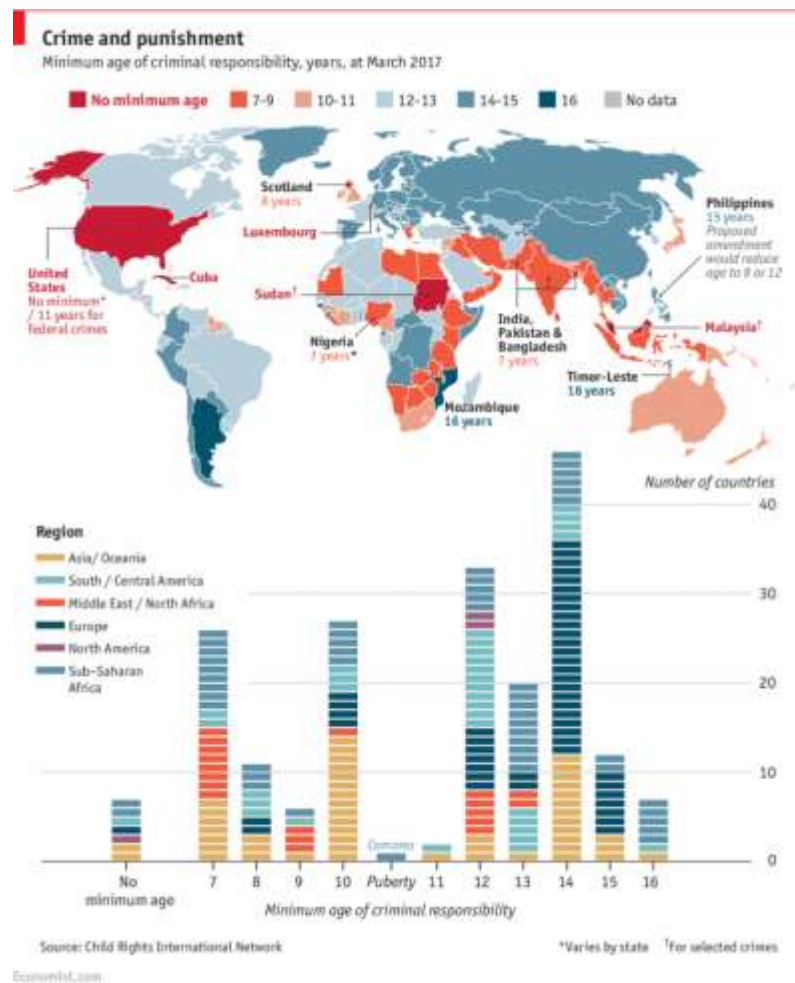 Crime and punishment
Minimum age of criminal responsibility, years, at March 2017
No minimum age 7-9 10-11 12-13 14-15 16 No data
Scotland
8 years
Luxembourg
Philippines
15 years
Proposed
amendment
would reduce
age to 9 or 12
United
States
No minimum*
/ 11 years for
federal crimes
Cuba
Sudan†
Nigeria
7 years*
India,
Pakistan &
Bangladesh
7 years
Malaysia†
Timor-Leste
16 years
Mozambique
16 years
Number of countries
40
30
20
10
0
Region
Asia/ Oceania
South / Central America
Middle East / North Africa
Europe
North America
Sub-Saharan
Africa
Comoros
No
minimum age
7 8 9 10 Puberty 11 12 13 14 15 16
Minimum age of criminal responsibility
Source: Child Rights International Network
*Varies by state †For selected crimes
Economist.com